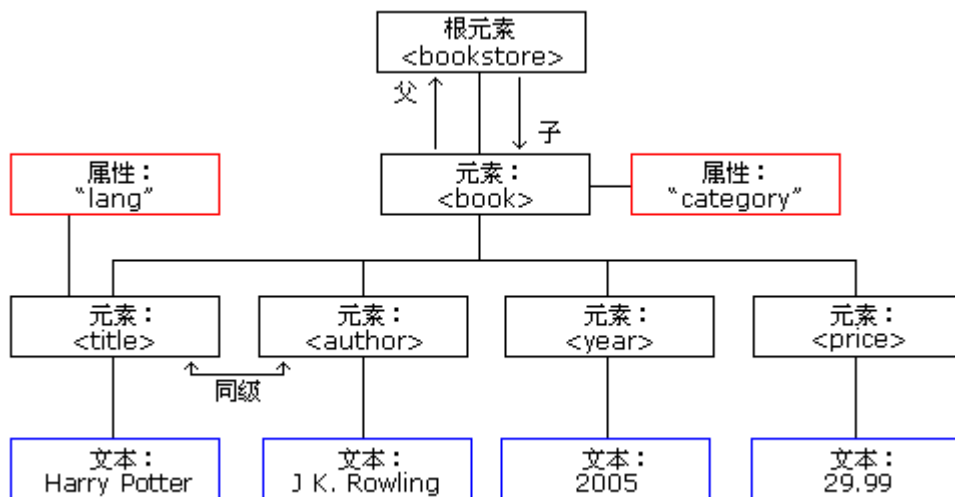 根元素
<bookstore>
父
子
属性：
“lang”
元素：
<book>
属性：
“category”
元素：
<title>
元素：
<author>
元素：
<year>
元素：
<price>
同级
文本：
Harry Potter
文本：
J K. Rowling
文本：
2005
文本：
29.99